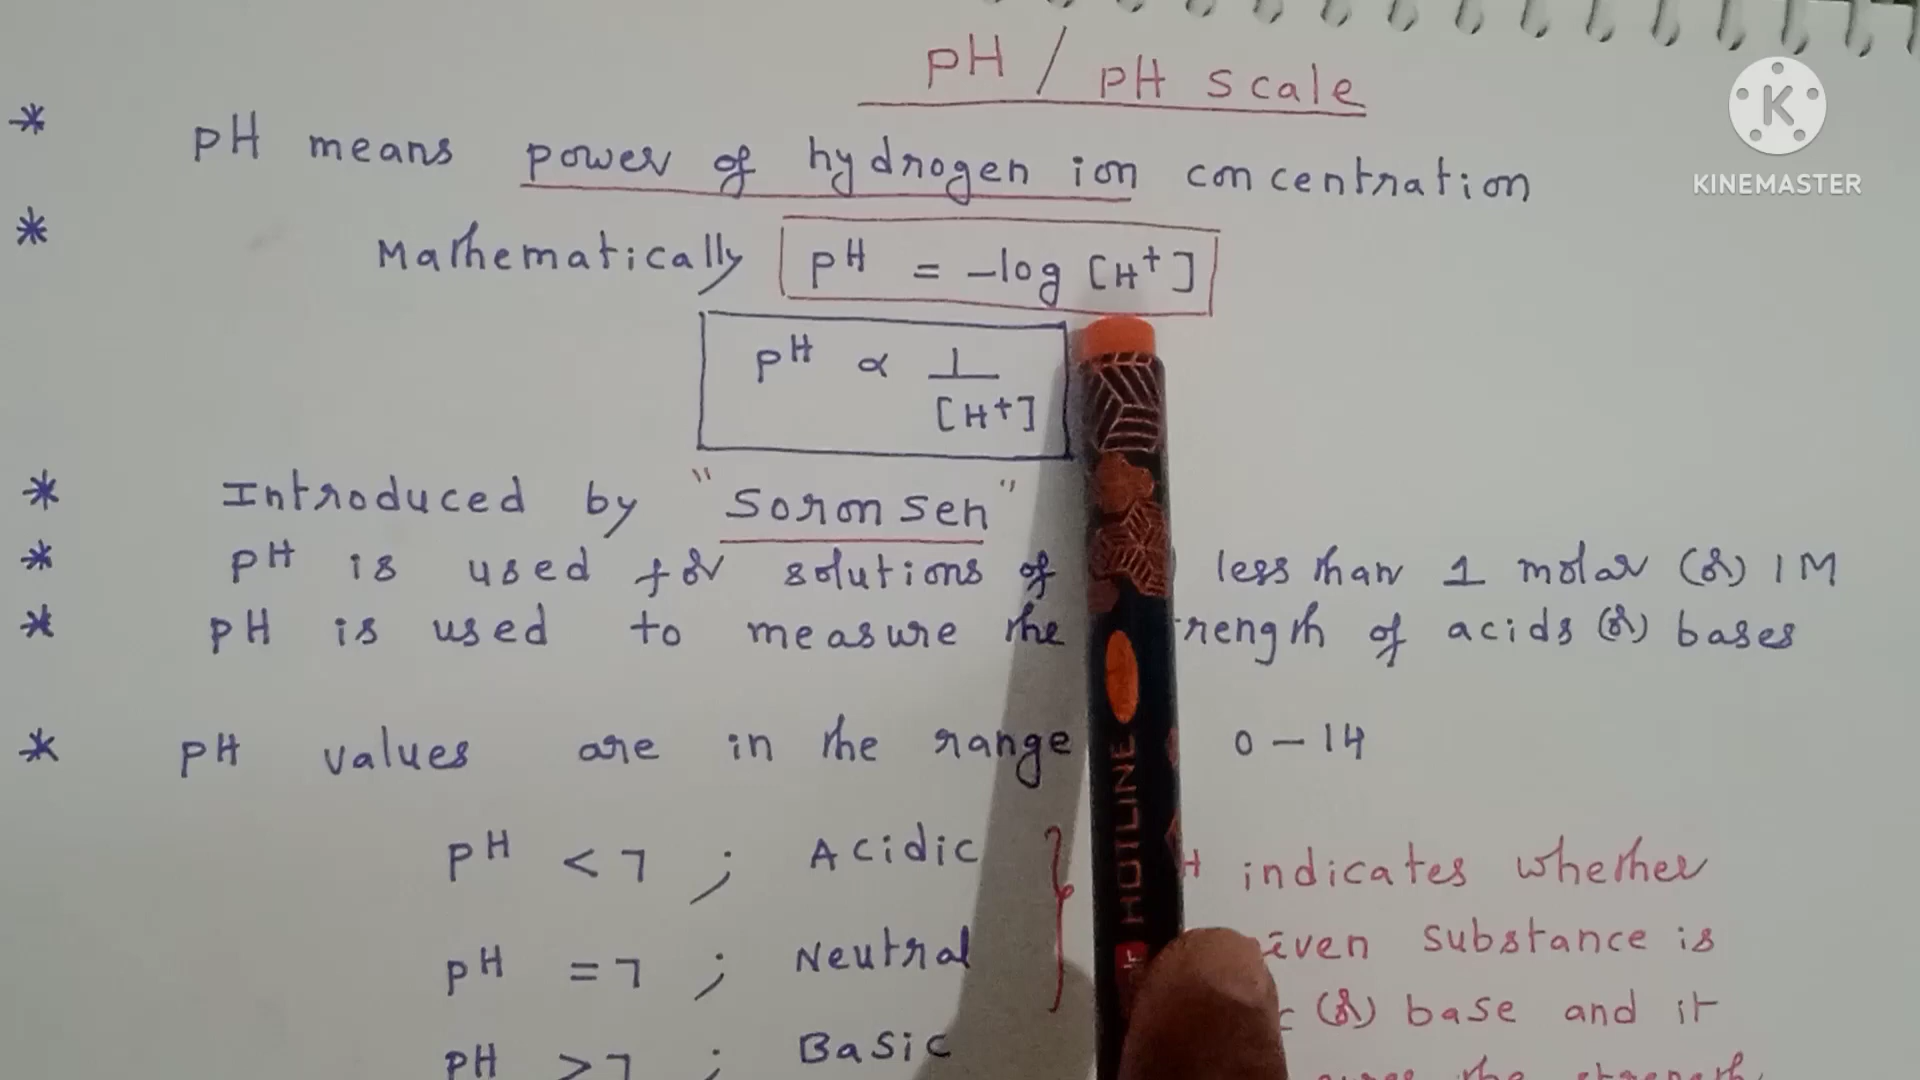 pH / pH scale
* pH means power of hydrogen ion concentration
* Mathematically pH = -log [H+]
pH ∝ 1/[H+]
* Introduced by "Soronsen"
* pH is used for solutions of less than 1 molar (or) 1M
* pH is used to measure the of acids (or) bases
* pH values are in the range 0 - 14
pH < 7 ; Acidic
indicates whether
pH = 7 ; Neutral
substance is
(or) base and it
pH > 7 ; Basic
the strength
K
KINEMASTER
HOTLINE